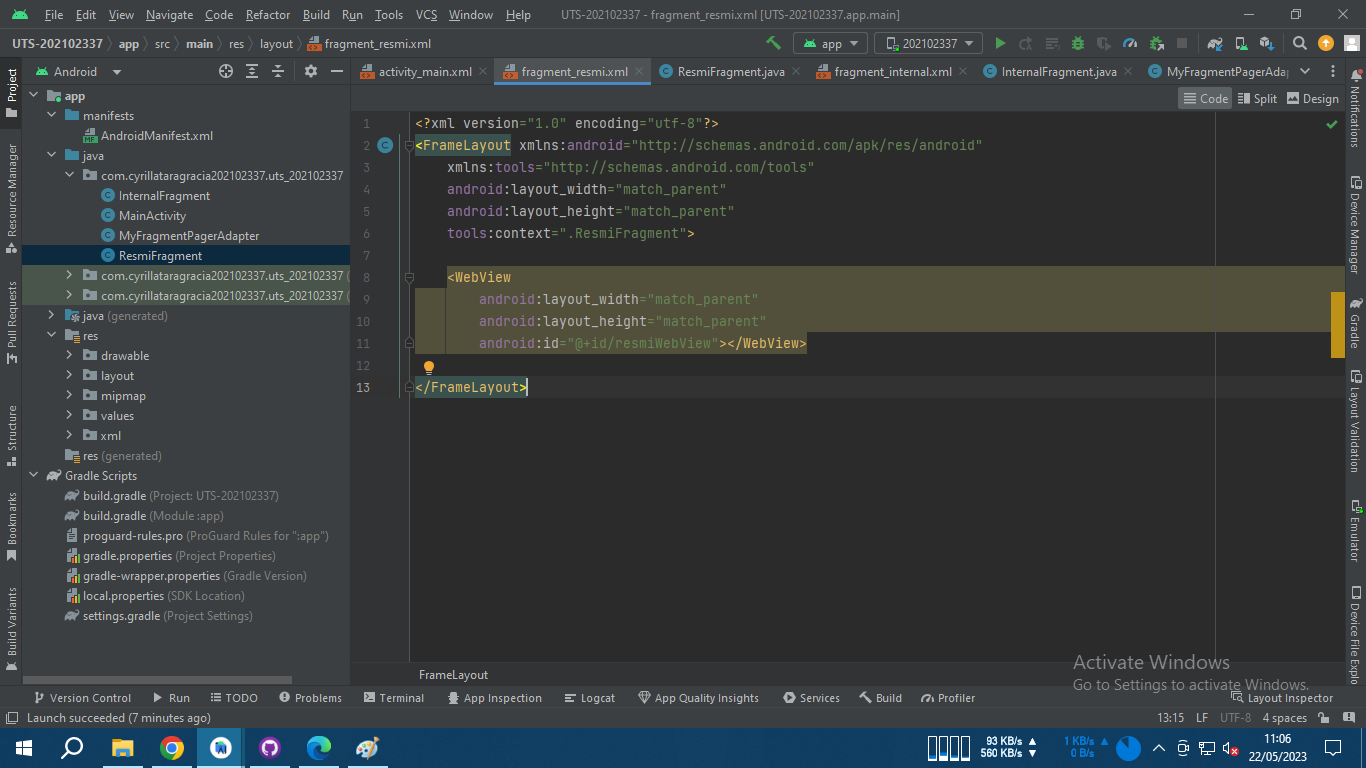 File Edit View Navigate Code Refactor Build Run Tools VCS Window Help UTS-202102337 - fragment_resmi.xml [UTS-202102337.app.main]
UTS-202102337 app src main res layout fragment_resmi.xml app 202102337
Project
Android
activity_main.xml fragment_resmi.xml ResmiFragment.java fragment_internal.xml InternalFragment.java MyFragmentPagerAda
Notifications
Code Split Design
app
manifests
AndroidManifest.xml
java
com.cyrillataragracia202102337.uts_202102337
InternalFragment
MainActivity
MyFragmentPagerAdapter
ResmiFragment
com.cyrillataragracia202102337.uts_202102337 (
com.cyrillataragracia202102337.uts_202102337 (
java (generated)
res
drawable
layout
mipmap
values
xml
res (generated)
Gradle Scripts
build.gradle (Project: UTS-202102337)
build.gradle (Module :app)
proguard-rules.pro (ProGuard Rules for ":app")
gradle.properties (Project Properties)
gradle-wrapper.properties (Gradle Version)
local.properties (SDK Location)
settings.gradle (Project Settings)
Resource Manager
Pull Requests
Structure
Bookmarks
Build Variants
1 <?xml version="1.0" encoding="utf-8"?>
2 <FrameLayout xmlns:android="http://schemas.android.com/apk/res/android"
3 xmlns:tools="http://schemas.android.com/tools"
4 android:layout_width="match_parent"
5 android:layout_height="match_parent"
6 tools:context=".ResmiFragment">
7
8 <WebView
9 android:layout_width="match_parent"
10 android:layout_height="match_parent"
11 android:id="@+id/resmiWebView"></WebView>
12
13 </FrameLayout>
Device Manager
Gradle
Layout Validation
Emulator
Device File Explo
FrameLayout
Activate Windows
Go to Settings to activate Windows.
Version Control Run TODO Problems Terminal App Inspection Logcat App Quality Insights Services Build Profiler Layout Inspector
Launch succeeded (7 minutes ago) 13:15 LF UTF-8 4 spaces
93 KB/s
560 KB/s
1 KB/s
0 B/s
11:06
22/05/2023